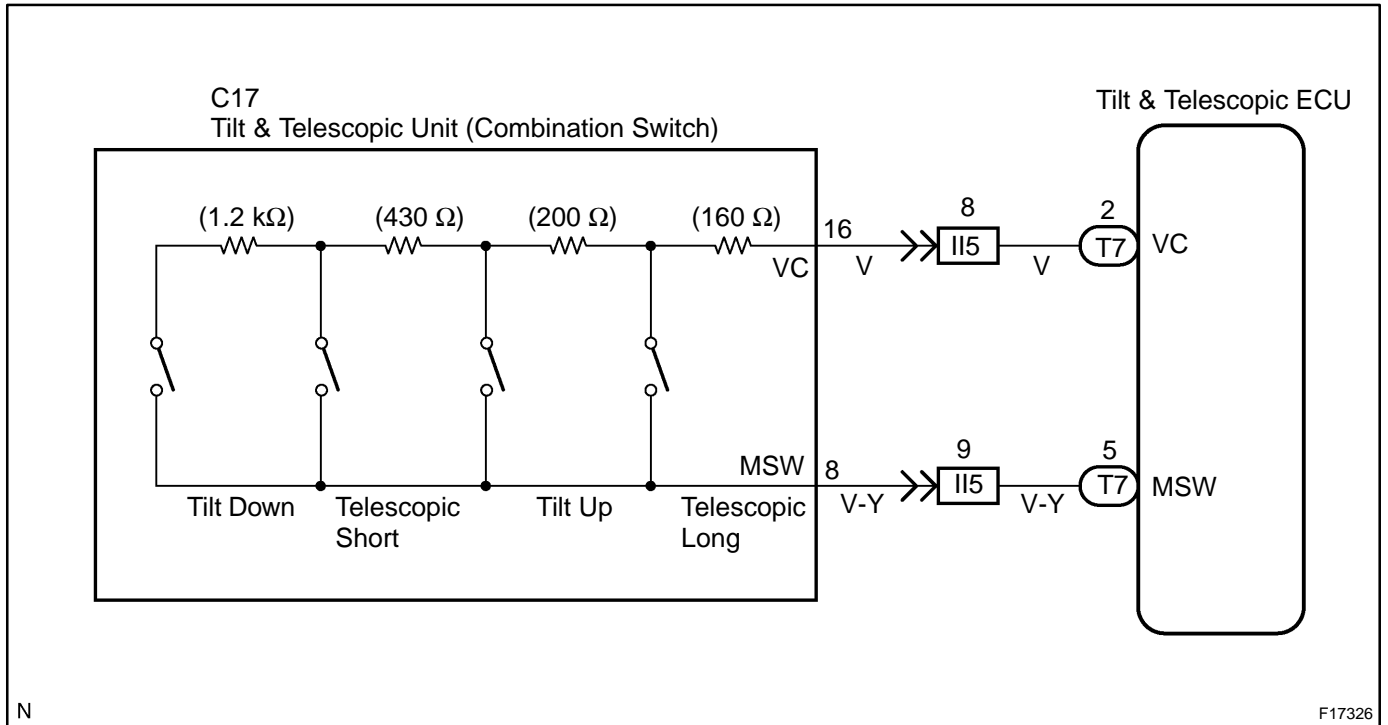 C17
Tilt & Telescopic Unit (Combination Switch)
Tilt & Telescopic ECU
(1.2 kΩ)
(430 Ω)
(200 Ω)
(160 Ω)
16
VC
V
8
II5
V
2
T7
VC
MSW
8
V-Y
9
II5
V-Y
5
T7
MSW
Tilt Down
Telescopic
Short
Tilt Up
Telescopic
Long
N
F17326